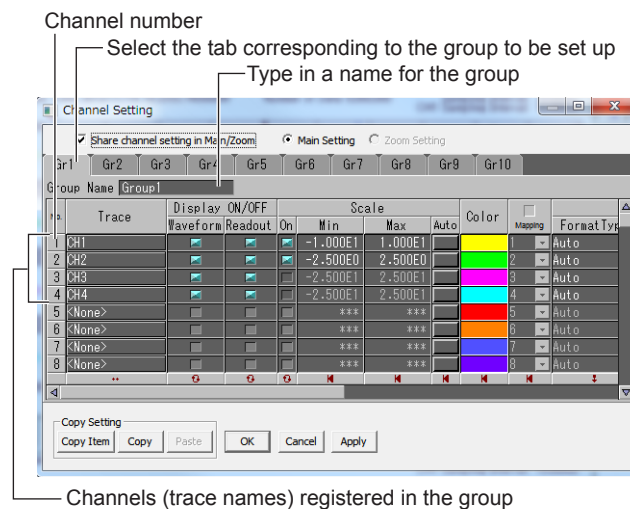 Channel number
Select the tab corresponding to the group to be set up
Type in a name for the group
Channel Setting
Share channel setting in Main/Zoom Main Setting Zoom Setting
Gr1 Gr2 Gr3 Gr4 Gr5 Gr6 Gr7 Gr8 Gr9 Gr10
Group Name Group1
No. Trace Display ON/OFF Scale Color Mapping FormatTyp
Waveform Readout On Min Max Auto
1 CH1 -1.000E1 1.000E1 1 Auto
2 CH2 -2.500E0 2.500E0 2 Auto
3 CH3 -2.500E1 2.500E1 3 Auto
4 CH4 -2.500E1 2.500E1 4 Auto
5 <None> *** *** 5 Auto
6 <None> *** *** 6 Auto
7 <None> *** *** 7 Auto
8 <None> *** *** 8 Auto
Copy Setting
Copy Item Copy Paste OK Cancel Apply
Channels (trace names) registered in the group